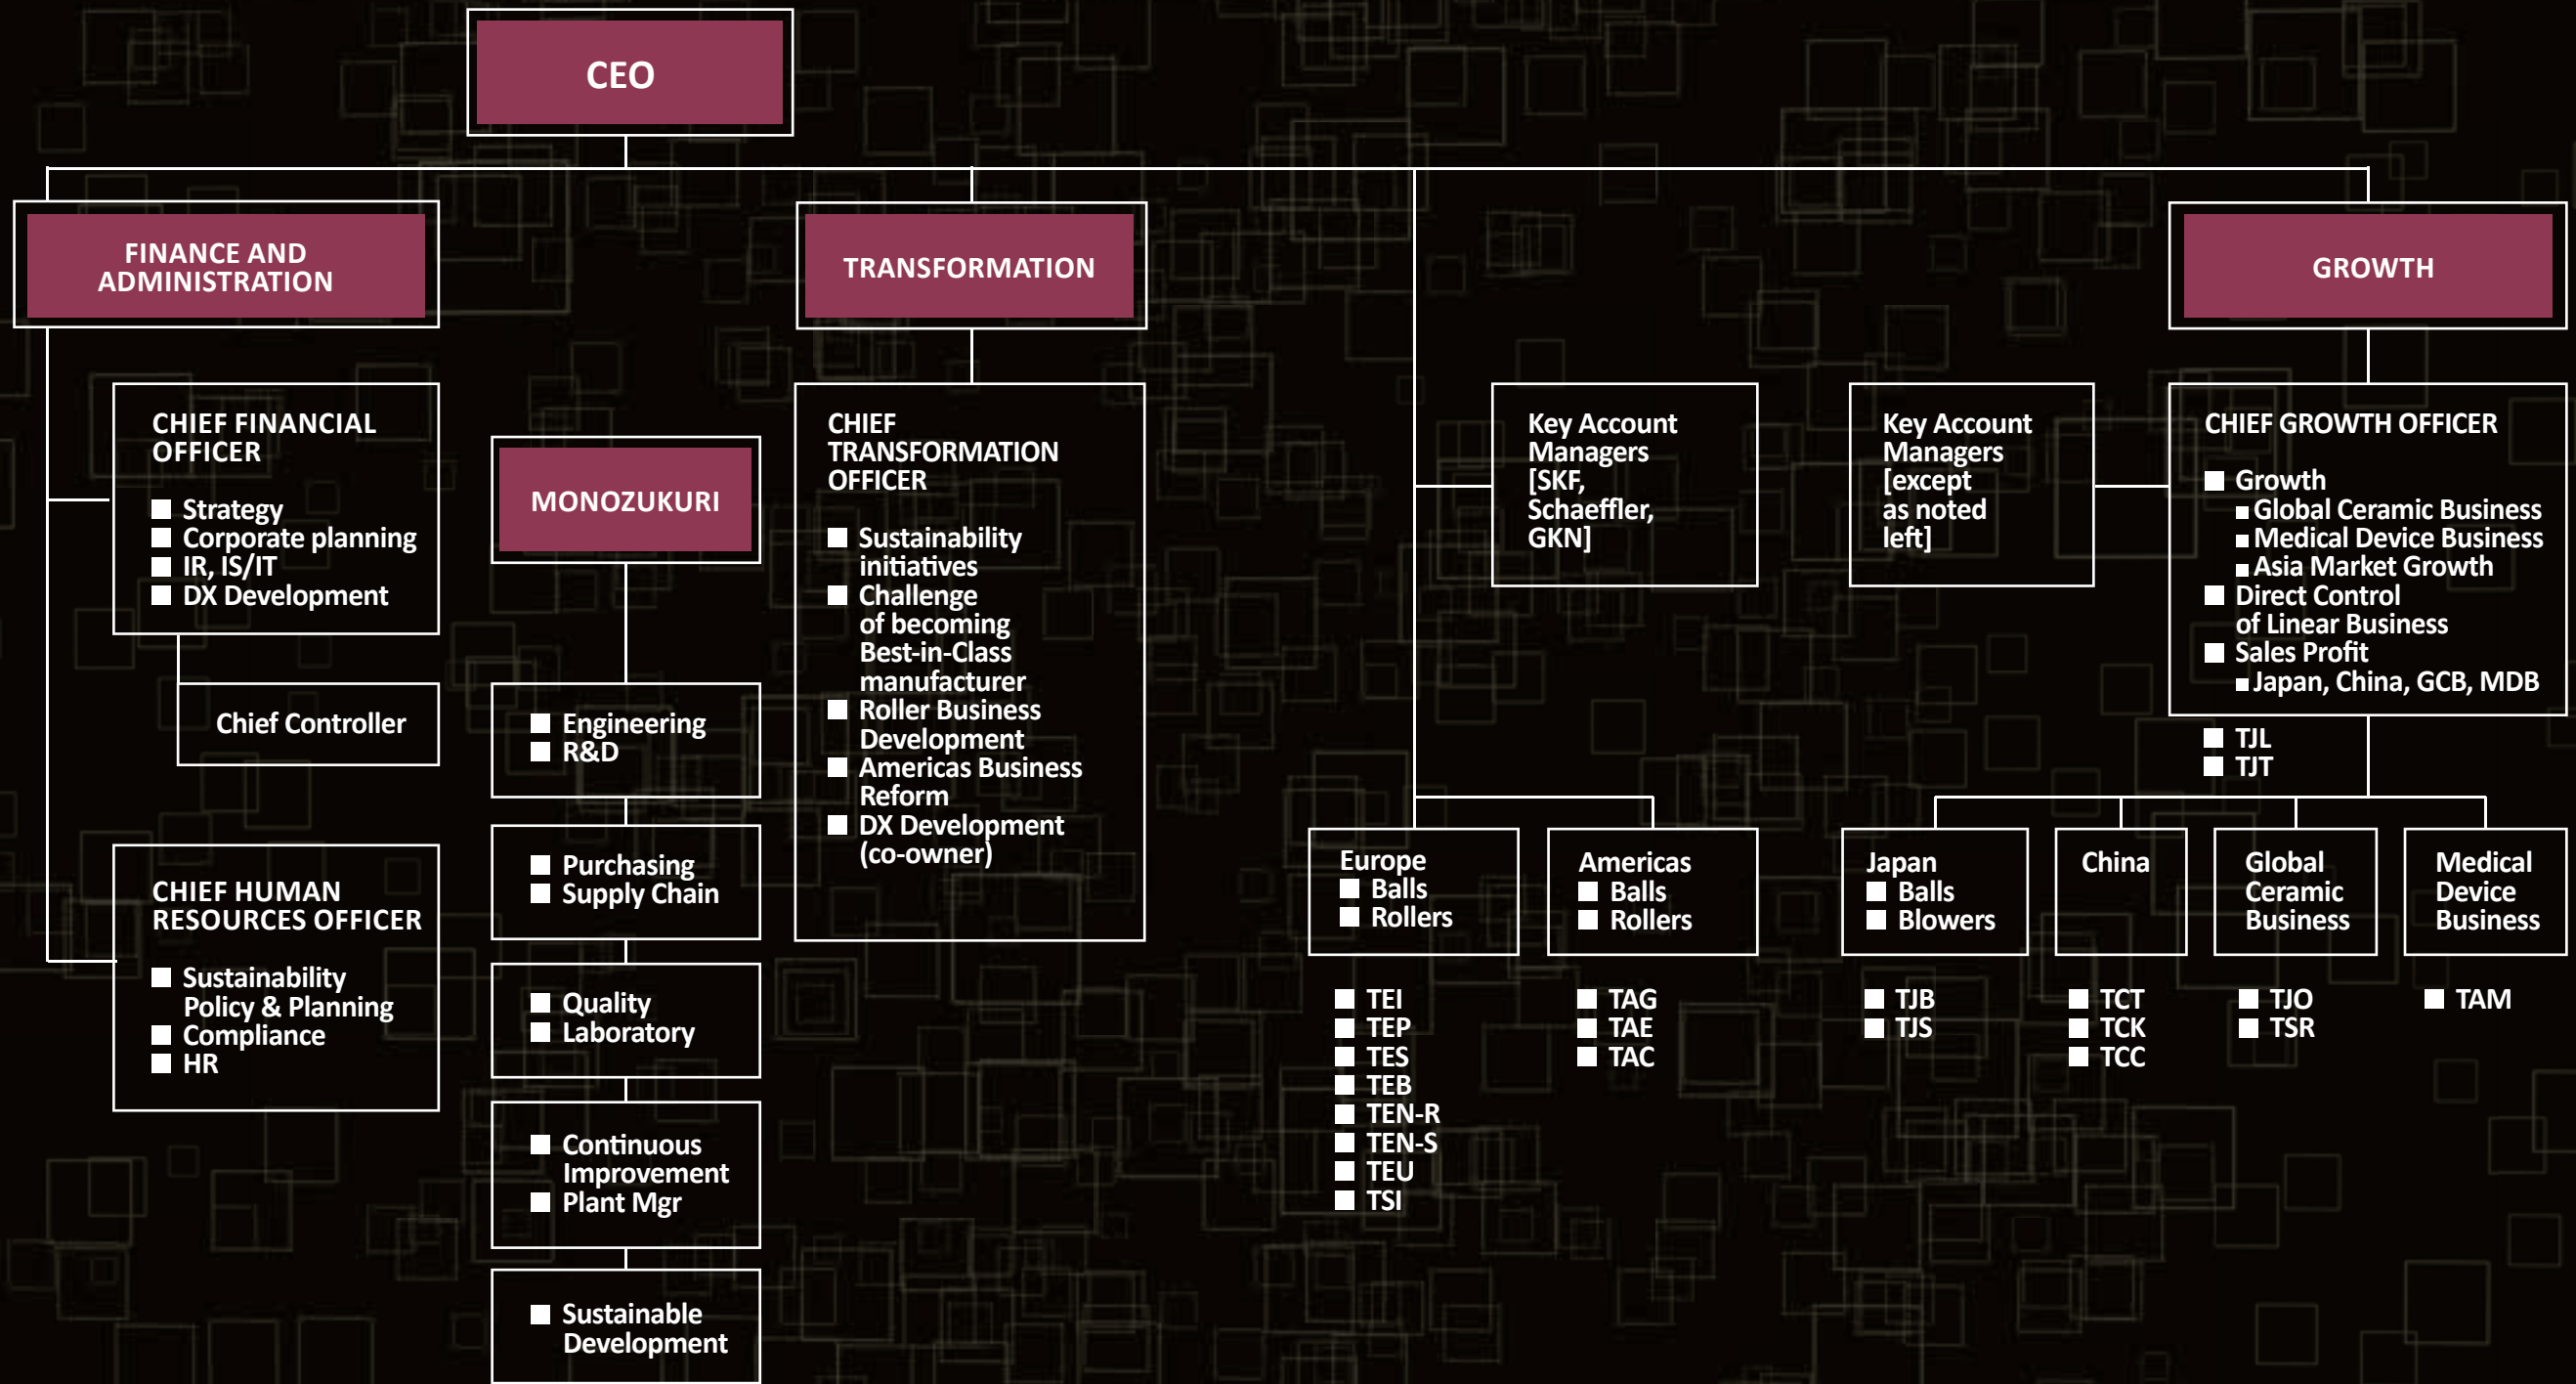 CEO
FINANCE AND
ADMINISTRATION
TRANSFORMATION
GROWTH
CHIEF FINANCIAL
OFFICER
Strategy
Corporate planning
IR, IS/IT
DX Development
Chief Controller
CHIEF HUMAN
RESOURCES OFFICER
Sustainability
Policy & Planning
Compliance
HR
MONOZUKURI
Engineering
R&D
Purchasing
Supply Chain
Quality
Laboratory
Continuous
Improvement
Plant Mgr
Sustainable
Development
CHIEF
TRANSFORMATION
OFFICER
Sustainability
initiatives
Challenge
of becoming
Best-in-Class
manufacturer
Roller Business
Development
Americas Business
Reform
DX Development
(co-owner)
Key Account
Managers
[SKF,
Schaeffler,
GKN]
Key Account
Managers
[except
as noted
left]
CHIEF GROWTH OFFICER
Growth
Global Ceramic Business
Medical Device Business
Asia Market Growth
Direct Control
of Linear Business
Sales Profit
Japan, China, GCB, MDB
TJL
TJT
Europe
Balls
Rollers
TEI
TEP
TES
TEB
TEN-R
TEN-S
TEU
TSI
Americas
Balls
Rollers
TAG
TAE
TAC
Japan
Balls
Blowers
TJB
TJS
China
TCT
TCK
TCC
Global
Ceramic
Business
TJO
TSR
Medical
Device
Business
TAM